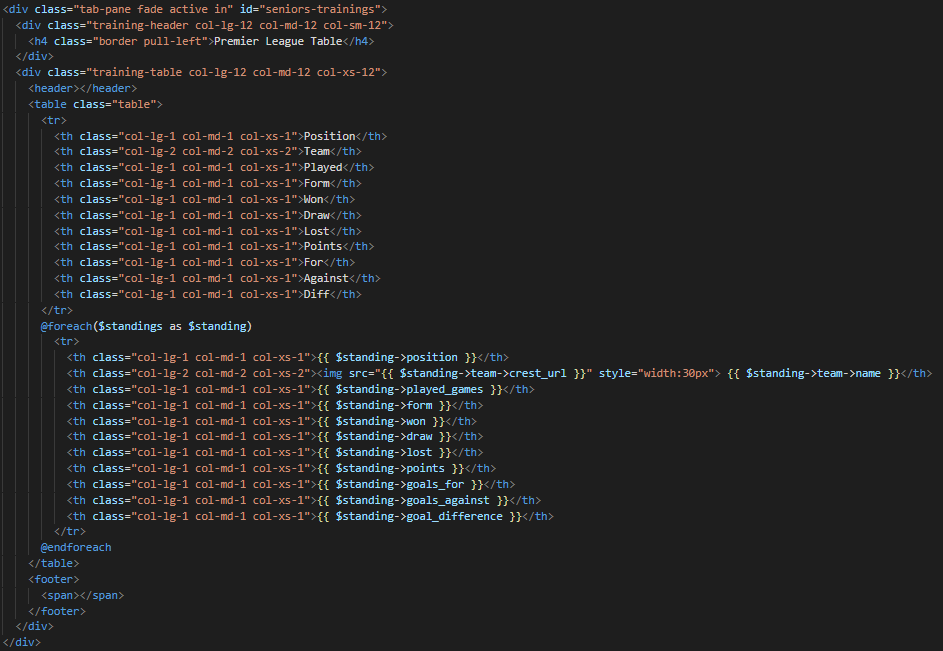 <div class="tab-pane fade active in" id="seniors-trainings">
  <div class="training-header col-lg-12 col-md-12 col-sm-12">
    <h4 class="border pull-left">Premier League Table</h4>
  </div>
  <div class="training-table col-lg-12 col-md-12 col-xs-12">
    <header></header>
    <table class="table">
      <tr>
        <th class="col-lg-1 col-md-1 col-xs-1">Position</th>
        <th class="col-lg-2 col-md-2 col-xs-2">Team</th>
        <th class="col-lg-1 col-md-1 col-xs-1">Played</th>
        <th class="col-lg-1 col-md-1 col-xs-1">Form</th>
        <th class="col-lg-1 col-md-1 col-xs-1">Won</th>
        <th class="col-lg-1 col-md-1 col-xs-1">Draw</th>
        <th class="col-lg-1 col-md-1 col-xs-1">Lost</th>
        <th class="col-lg-1 col-md-1 col-xs-1">Points</th>
        <th class="col-lg-1 col-md-1 col-xs-1">For</th>
        <th class="col-lg-1 col-md-1 col-xs-1">Against</th>
        <th class="col-lg-1 col-md-1 col-xs-1">Diff</th>
      </tr>
      @foreach($standings as $standing)
        <tr>
          <th class="col-lg-1 col-md-1 col-xs-1">{{ $standing->position }}</th>
          <th class="col-lg-2 col-md-2 col-xs-2"><img src="{{ $standing->team->crest_url }}" style="width:30px"> {{ $standing->team->name }}</th>
          <th class="col-lg-1 col-md-1 col-xs-1">{{ $standing->played_games }}</th>
          <th class="col-lg-1 col-md-1 col-xs-1">{{ $standing->form }}</th>
          <th class="col-lg-1 col-md-1 col-xs-1">{{ $standing->won }}</th>
          <th class="col-lg-1 col-md-1 col-xs-1">{{ $standing->draw }}</th>
          <th class="col-lg-1 col-md-1 col-xs-1">{{ $standing->lost }}</th>
          <th class="col-lg-1 col-md-1 col-xs-1">{{ $standing->points }}</th>
          <th class="col-lg-1 col-md-1 col-xs-1">{{ $standing->goals_for }}</th>
          <th class="col-lg-1 col-md-1 col-xs-1">{{ $standing->goals_against }}</th>
          <th class="col-lg-1 col-md-1 col-xs-1">{{ $standing->goal_difference }}</th>
        </tr>
      @endforeach
    </table>
    <footer>
      <span></span>
    </footer>
  </div>
</div>